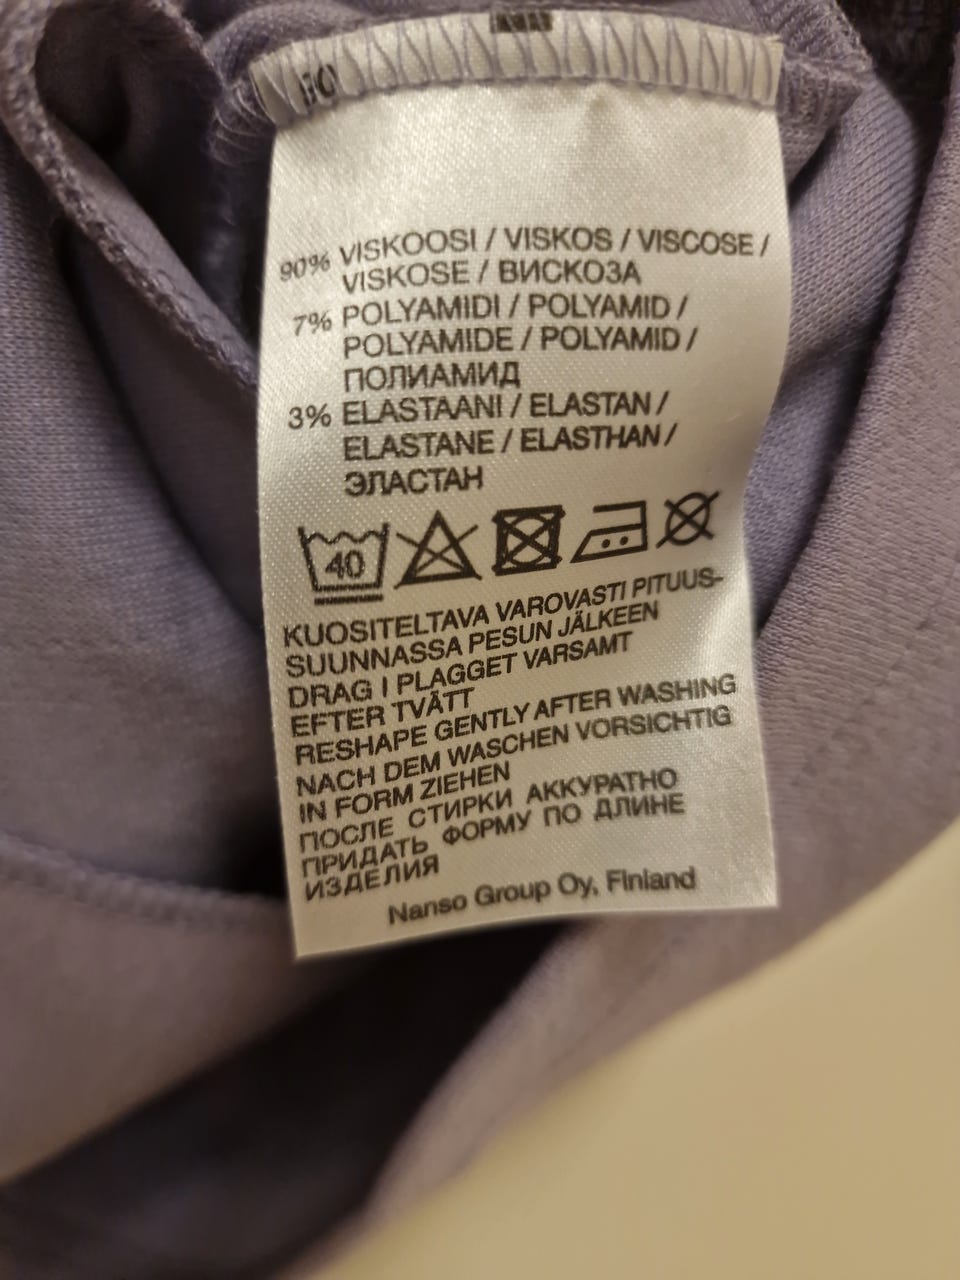 90% VISKOOSI / VISKOS / VISCOSE /
VISKOSE / ВИСКОЗА
7% POLYAMIDI / POLYAMID /
POLYAMIDE / POLYAMID /
ПОЛИАМИД
3% ELASTAANI / ELASTAN /
ELASTANE / ELASTHAN /
ЭЛАСТАН
40
KUOSITELTAVA VAROVASTI PITUUS-
SUUNNASSA PESUN JÄLKEEN
DRAG I PLAGGET VARSAMT
EFTER TVÄTT
RESHAPE GENTLY AFTER WASHING
NACH DEM WASCHEN VORSICHTIG
IN FORM ZIEHEN
ПОСЛЕ СТИРКИ АККУРАТНО
ПРИДАТЬ ФОРМУ ПО ДЛИНЕ
ИЗДЕЛИЯ
Nanso Group Oy, Finland